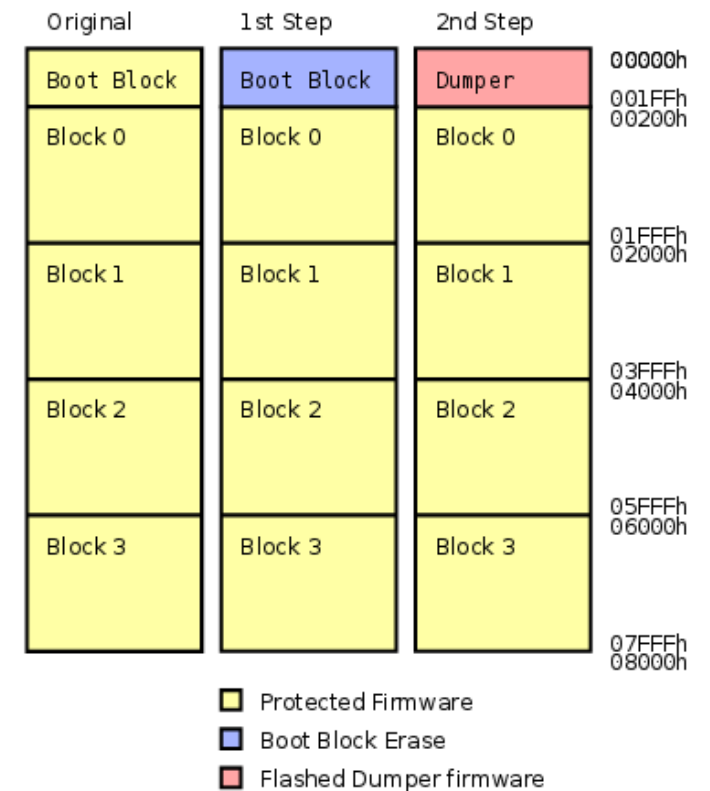 Original 1st Step 2nd Step
Boot Block Boot Block Dumper 00000h
001FFh
00200h
Block 0 Block 0 Block 0
01FFFh
02000h
Block 1 Block 1 Block 1
03FFFh
04000h
Block 2 Block 2 Block 2
05FFFh
06000h
Block 3 Block 3 Block 3
07FFFh
08000h
Protected Firmware
Boot Block Erase
Flashed Dumper firmware